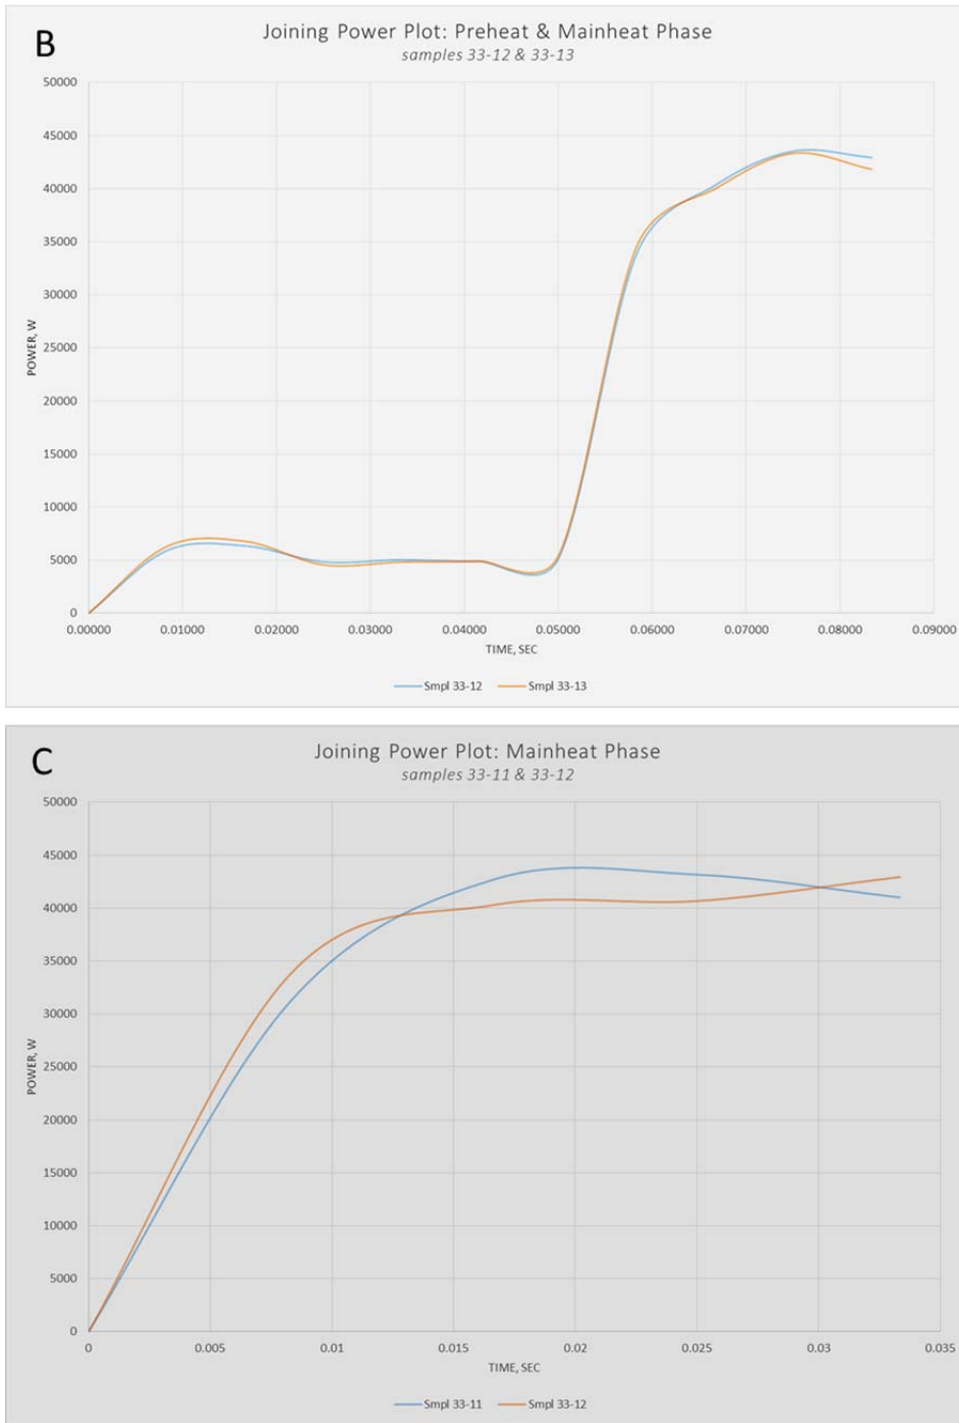 B
Joining Power Plot: Preheat & Mainheat Phase
samples 33-12 & 33-13
50000
45000
40000
35000
30000
25000
20000
15000
10000
5000
0
POWER, W
0.00000 0.01000 0.02000 0.03000 0.04000 0.05000 0.06000 0.07000 0.08000 0.09000
TIME, SEC
Smpl 33-12 Smpl 33-13
C
Joining Power Plot: Mainheat Phase
samples 33-11 & 33-12
50000
45000
40000
35000
30000
25000
20000
15000
10000
5000
0
POWER, W
0 0.005 0.01 0.015 0.02 0.025 0.03 0.035
TIME, SEC
Smpl 33-11 Smpl 33-12